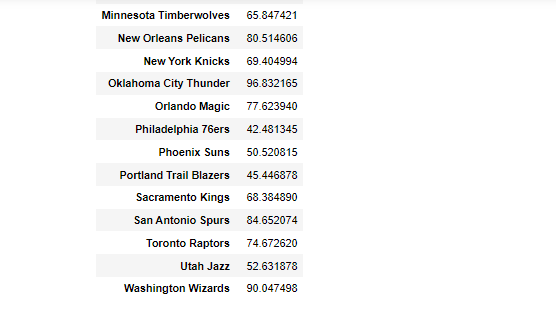 Minnesota Timberwolves 65.847421
New Orleans Pelicans 80.514606
New York Knicks 69.404994
Oklahoma City Thunder 96.832165
Orlando Magic 77.623940
Philadelphia 76ers 42.481345
Phoenix Suns 50.520815
Portland Trail Blazers 45.446878
Sacramento Kings 68.384890
San Antonio Spurs 84.652074
Toronto Raptors 74.672620
Utah Jazz 52.631878
Washington Wizards 90.047498